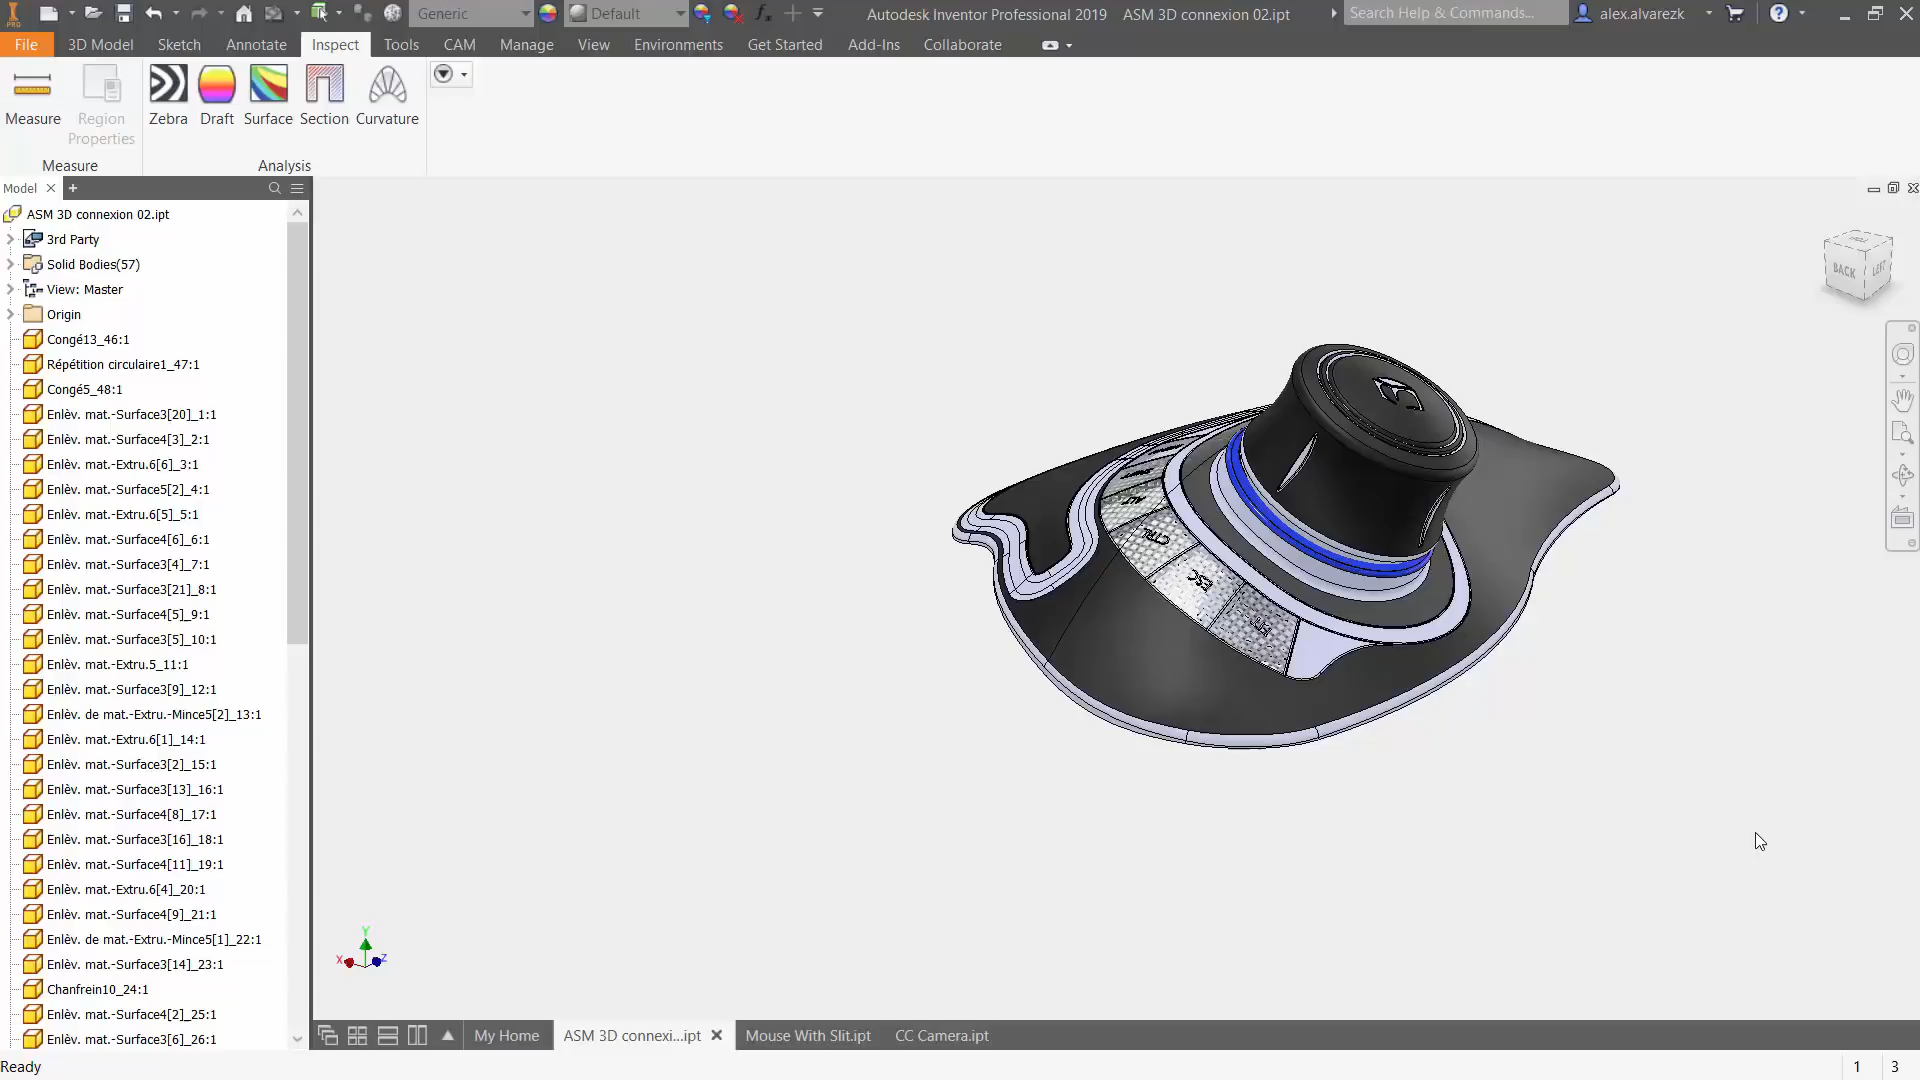 PRO
Generic
Default
Autodesk Inventor Professional 2019 ASM 3D connexion 02.ipt
Search Help & Commands...
alex.alvarezk
File 3D Model Sketch Annotate Inspect Tools CAM Manage View Environments Get Started Add-Ins Collaborate
Measure
Region Properties
Zebra
Draft
Surface
Section
Curvature
Measure
Analysis
Model
ASM 3D connexion 02.ipt
3rd Party
Solid Bodies(57)
View: Master
Origin
Congé13_46:1
Répétition circulaire1_47:1
Congé5_48:1
Enlèv. mat.-Surface3[20]_1:1
Enlèv. mat.-Surface4[3]_2:1
Enlèv. mat.-Extru.6[6]_3:1
Enlèv. mat.-Surface5[2]_4:1
Enlèv. mat.-Extru.6[5]_5:1
Enlèv. mat.-Surface4[6]_6:1
Enlèv. mat.-Surface3[4]_7:1
Enlèv. mat.-Surface3[21]_8:1
Enlèv. mat.-Surface4[5]_9:1
Enlèv. mat.-Surface3[5]_10:1
Enlèv. mat.-Extru.5_11:1
Enlèv. mat.-Surface3[9]_12:1
Enlèv. de mat.-Extru.-Mince5[2]_13:1
Enlèv. mat.-Extru.6[1]_14:1
Enlèv. mat.-Surface3[2]_15:1
Enlèv. mat.-Surface3[13]_16:1
Enlèv. mat.-Surface4[8]_17:1
Enlèv. mat.-Surface3[16]_18:1
Enlèv. mat.-Surface4[11]_19:1
Enlèv. mat.-Extru.6[4]_20:1
Enlèv. mat.-Surface4[9]_21:1
Enlèv. de mat.-Extru.-Mince5[1]_22:1
Enlèv. mat.-Surface3[14]_23:1
Chanfrein10_24:1
Enlèv. mat.-Surface4[2]_25:1
Enlèv. mat.-Surface3[6]_26:1
BACK
LEFT
ALT
CTRL
ESC
X
Y
Z
My Home
ASM 3D connexi...ipt
Mouse With Slit.ipt
CC Camera.ipt
Ready
1
3